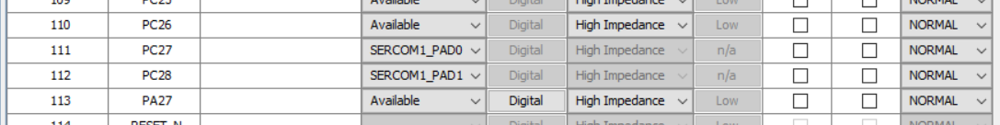 109 PC25 Available Digital High Impedance Low NORMAL
110 PC26 Available Digital High Impedance Low NORMAL
111 PC27 SERCOM1_PAD0 Digital High Impedance n/a NORMAL
112 PC28 SERCOM1_PAD1 Digital High Impedance n/a NORMAL
113 PA27 Available Digital High Impedance Low NORMAL
114 RESET_N Digital High Impedance Low NORMAL